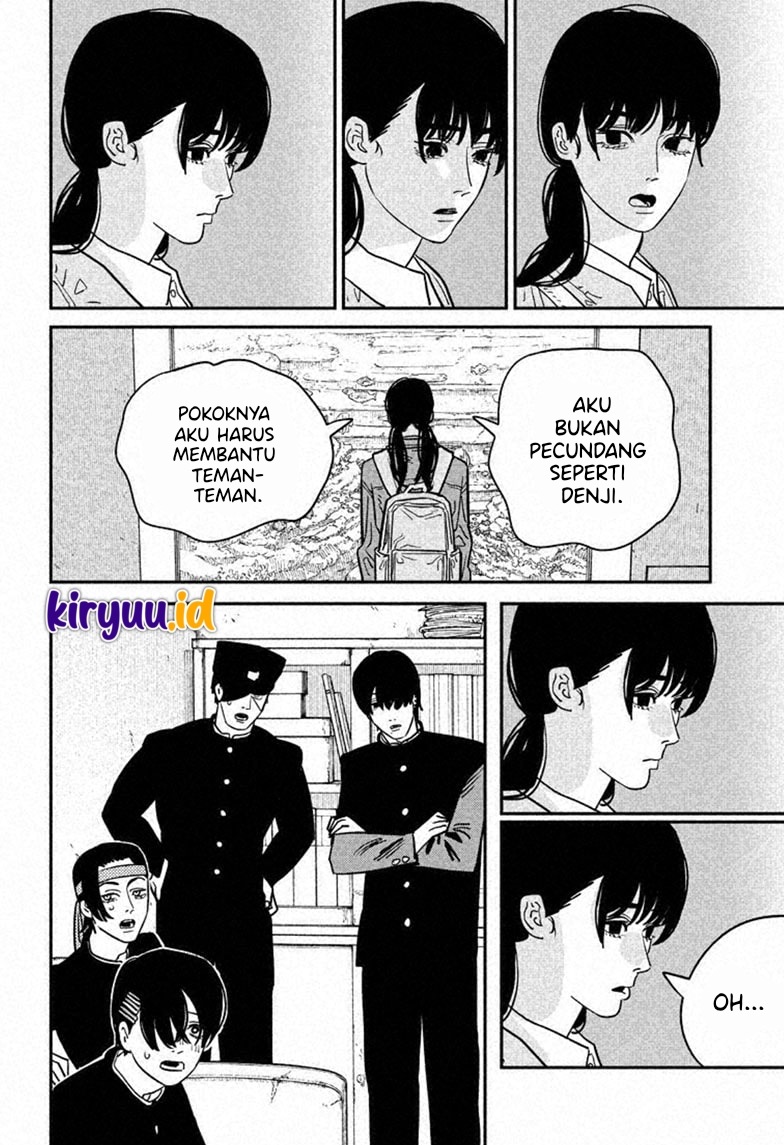 AKU
BUKAN
PECUNDANG
SEPERTI
DENJI.
POKOKNYA
AKU HARUS
MEMBANTU
TEMAN-
TEMAN.
kiryuu.id
OH...